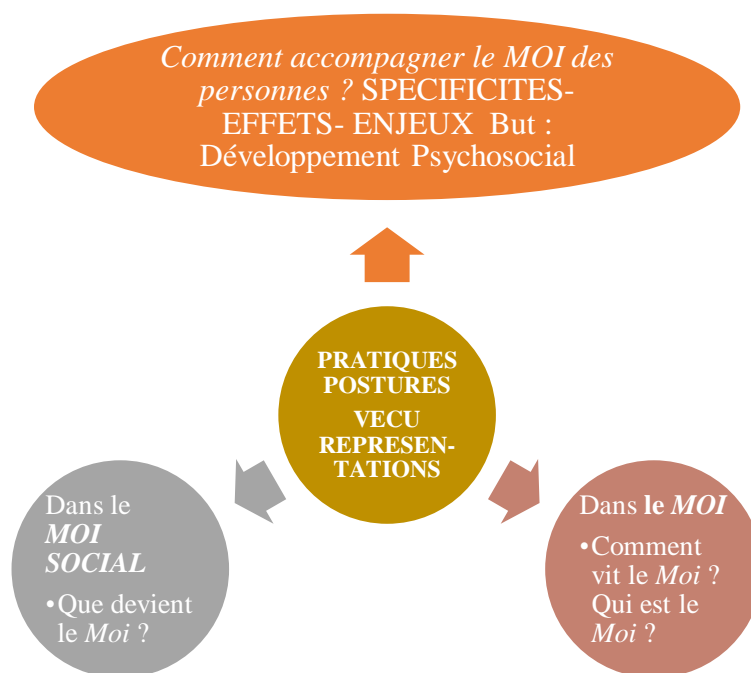 Comment accompagner le MOI des
personnes ? SPECIFICITES-
EFFETS- ENJEUX But :
Développement Psychosocial
PRATIQUES
POSTURES
VECU
REPRESEN-
TATIONS
Dans le
MOI
SOCIAL
•Que devient
le Moi ?
Dans le MOI
•Comment
vit le Moi ?
Qui est le
Moi ?